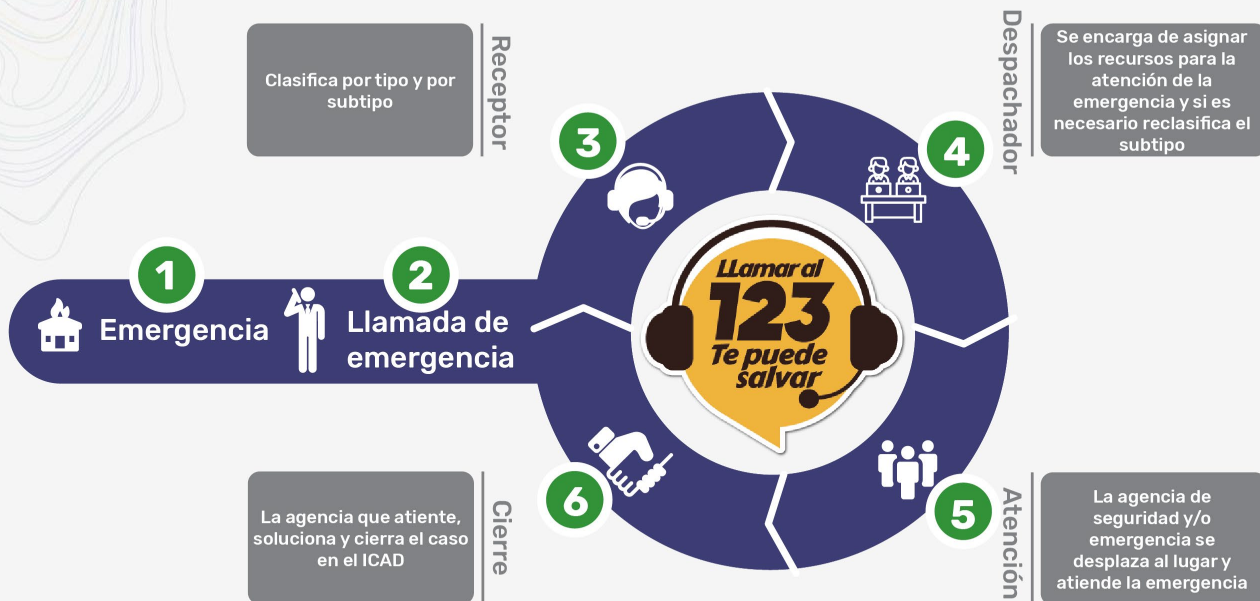 1
Emergencia
2
Llamada de
emergencia
3
Receptor
Clasifica por tipo y por
subtipo
4
Despachador
Se encarga de asignar
los recursos para la
atención de la
emergencia y si es
necesario reclasifica el
subtipo
LLamar al
123
Te puede
salvar
5
Atención
La agencia de
seguridad y/o
emergencia se
desplaza al lugar y
atiende la emergencia
6
Cierre
La agencia que atiente,
soluciona y cierra el caso
en el ICAD